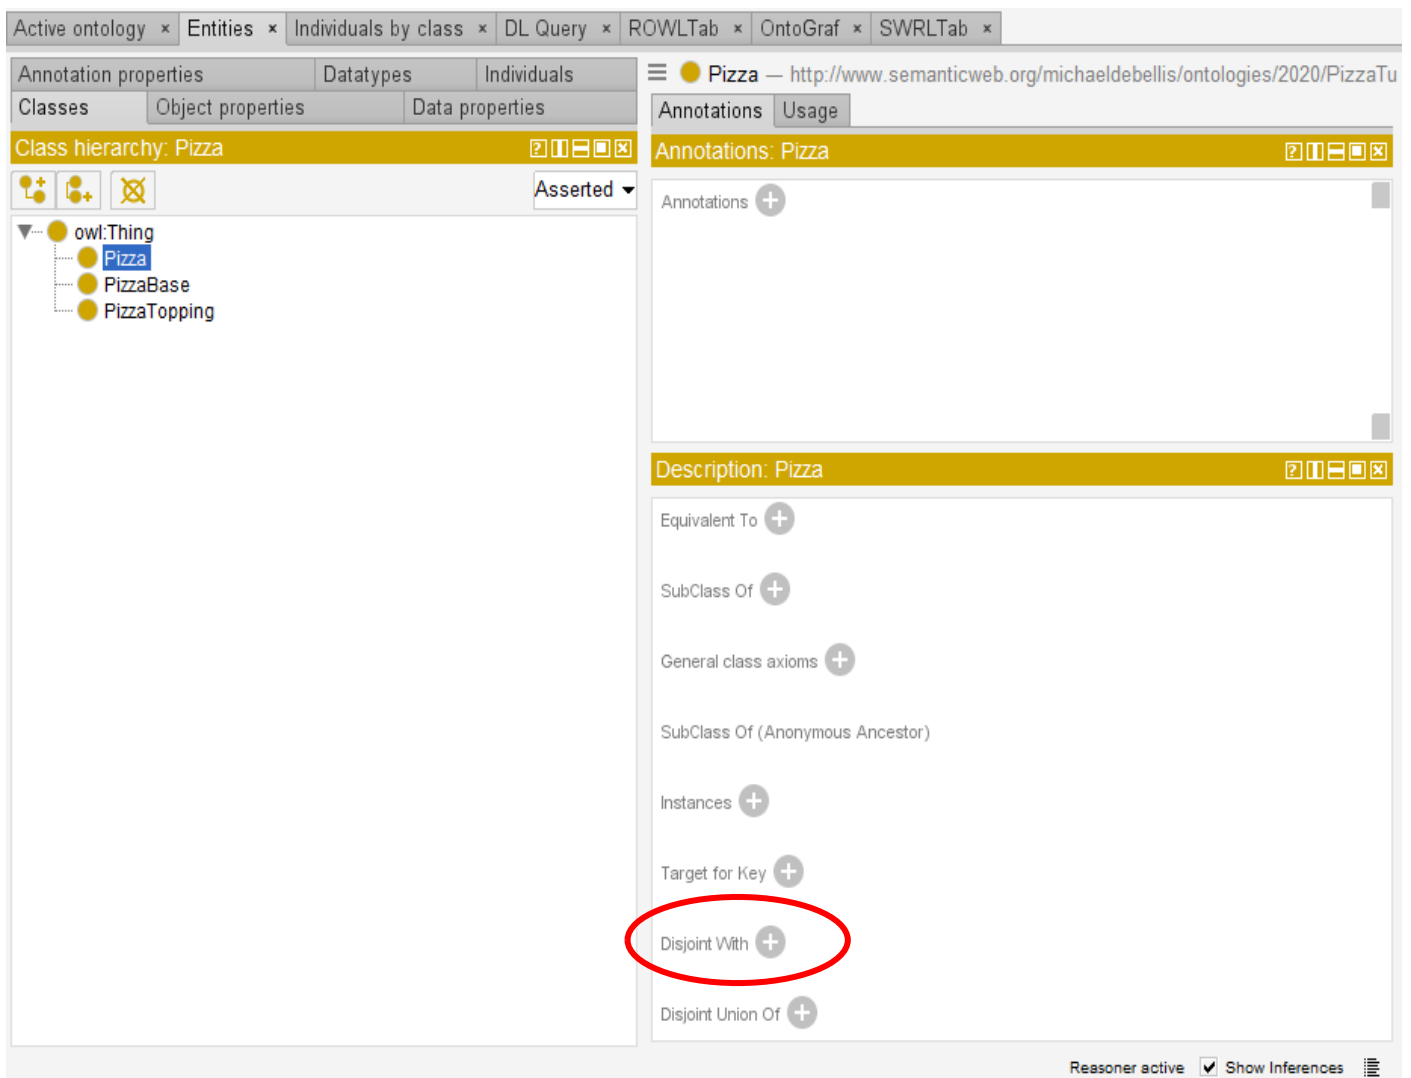 Active ontology × Entities × Individuals by class × DL Query × ROWLTab × OntoGraf × SWRLTab ×
Annotation properties Datatypes Individuals
Classes Object properties Data properties
Class hierarchy: Pizza
Asserted
owl:Thing
Pizza
PizzaBase
PizzaTopping
Pizza — http://www.semanticweb.org/michaeldebellis/ontologies/2020/PizzaTu
Annotations Usage
Annotations: Pizza
Annotations
Description: Pizza
Equivalent To
SubClass Of
General class axioms
SubClass Of (Anonymous Ancestor)
Instances
Target for Key
Disjoint With
Disjoint Union Of
Reasoner active Show Inferences